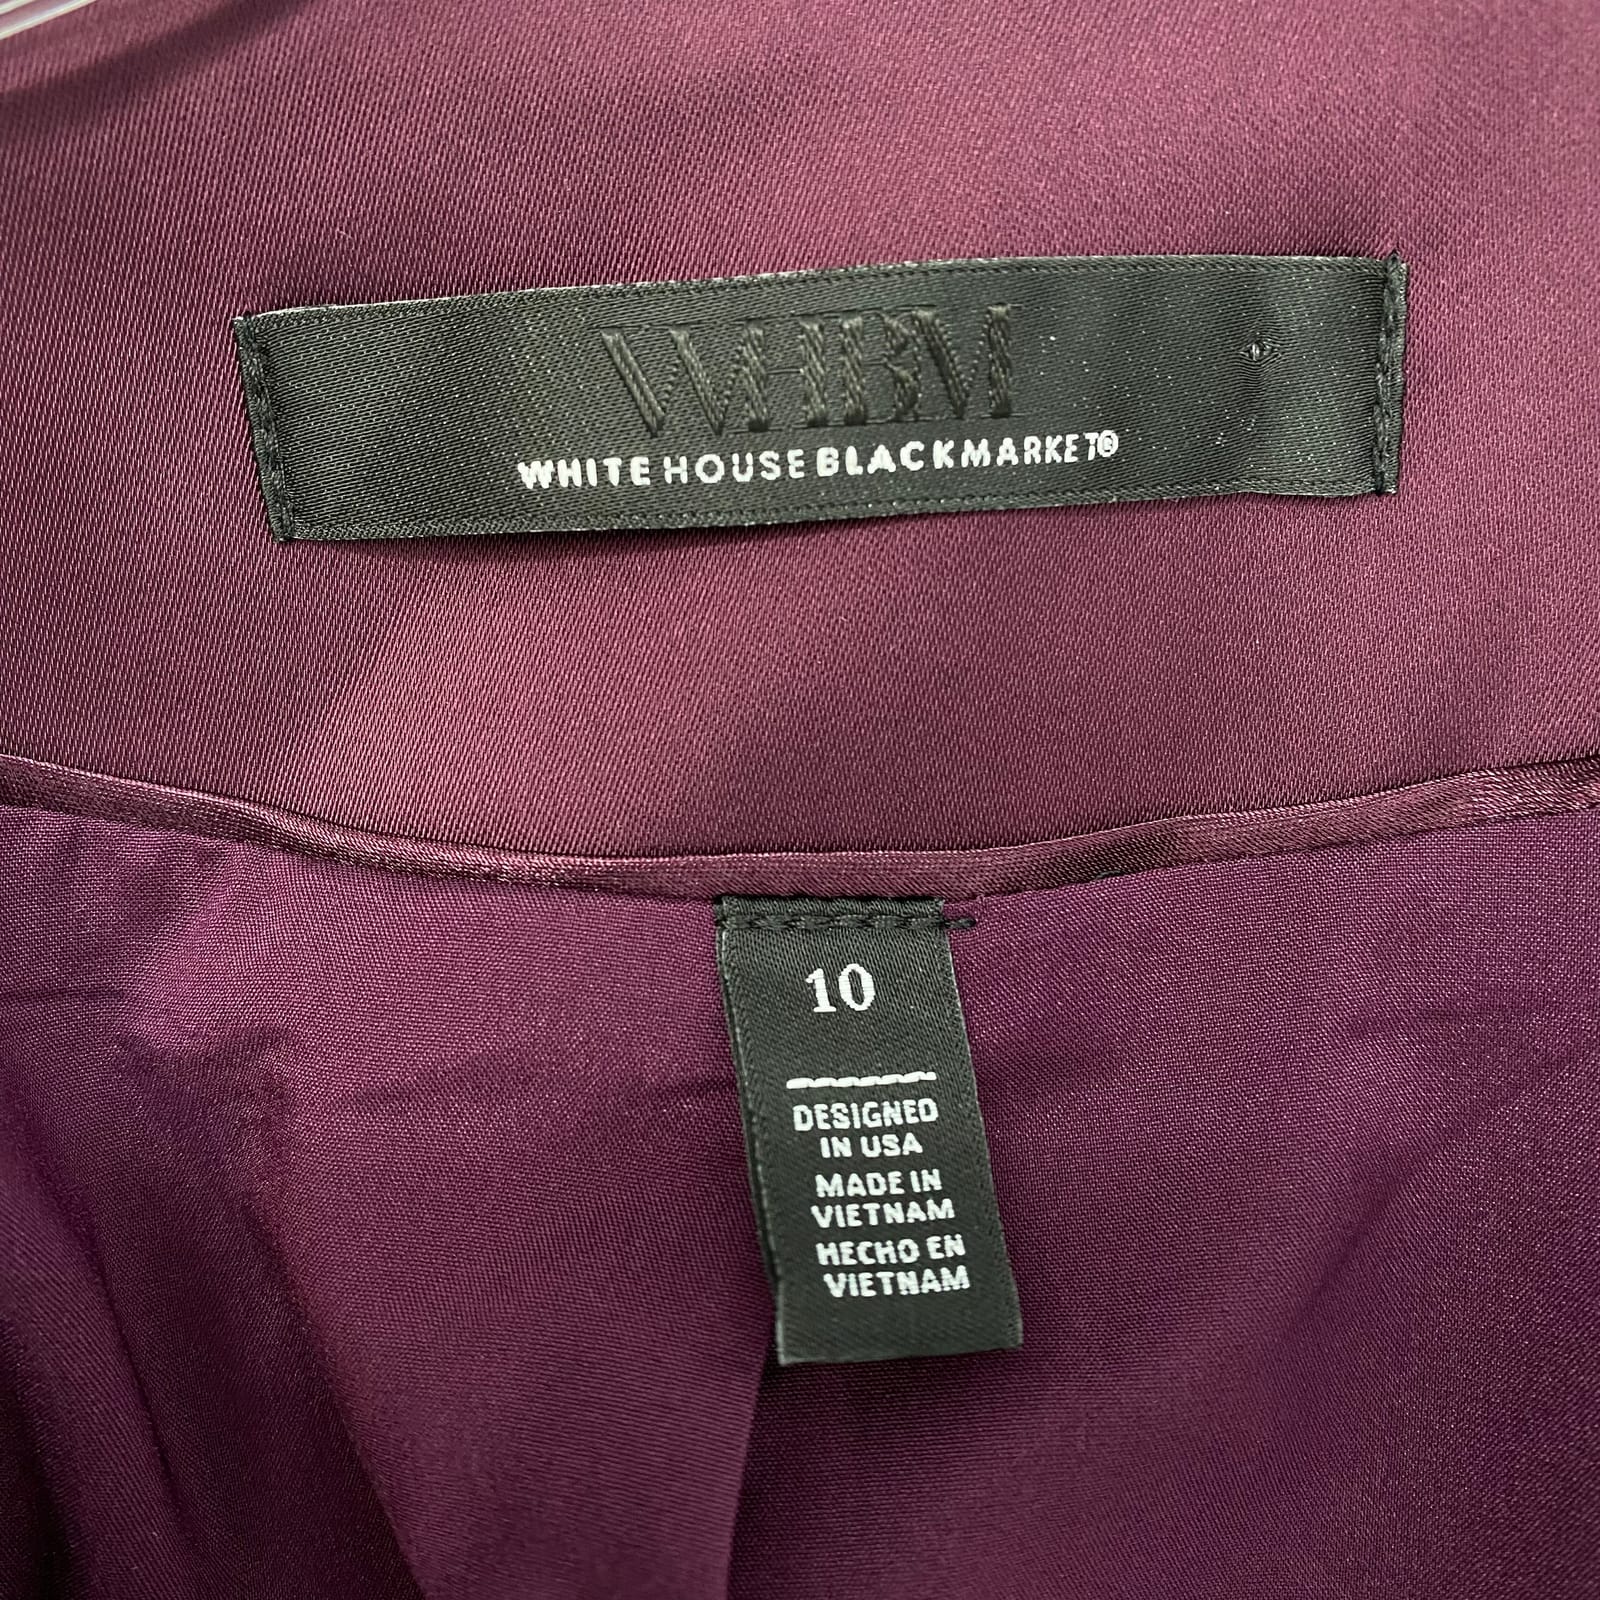 WHBM
WHITE HOUSE BLACK MARKET®
10
DESIGNED
IN USA
MADE IN
VIETNAM
HECHO EN
VIETNAM